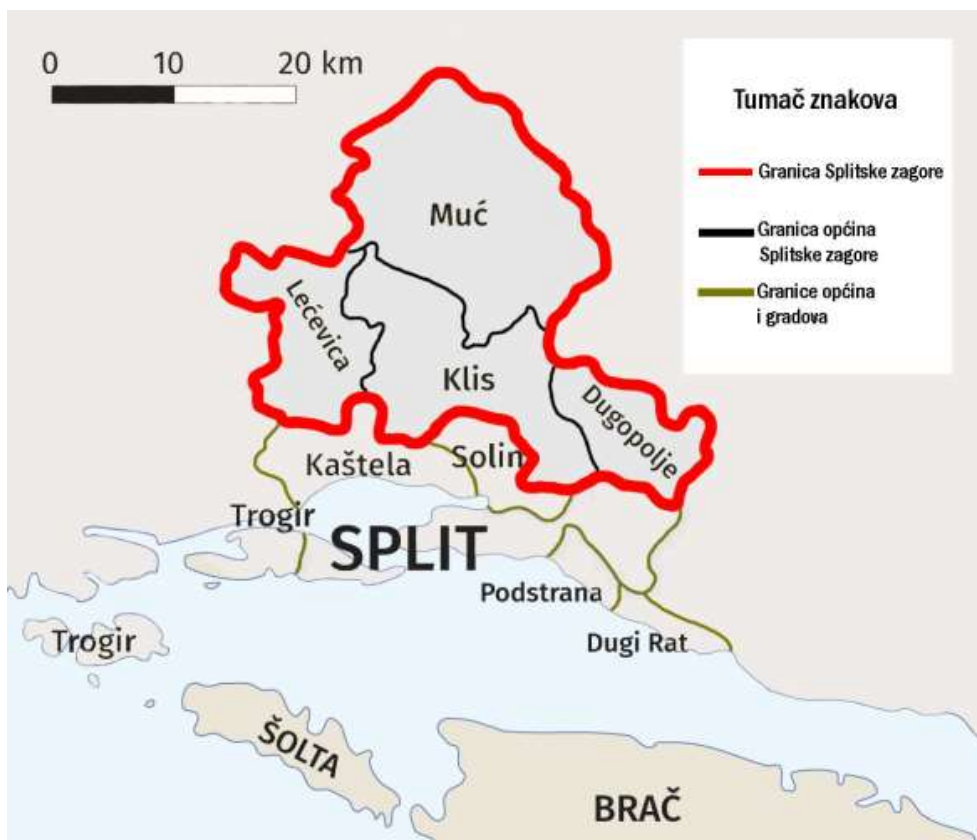 0 10 20 km
Tumač znakova
Granica Splitske zagore
Granica općina
Splitske zagore
Granice općina
i gradova
Muć
Lećevica
Klis
Dugopolje
Kaštela
Solin
Trogir
SPLIT
Podstrana
Dugi Rat
Trogir
ŠOLTA
BRAČ